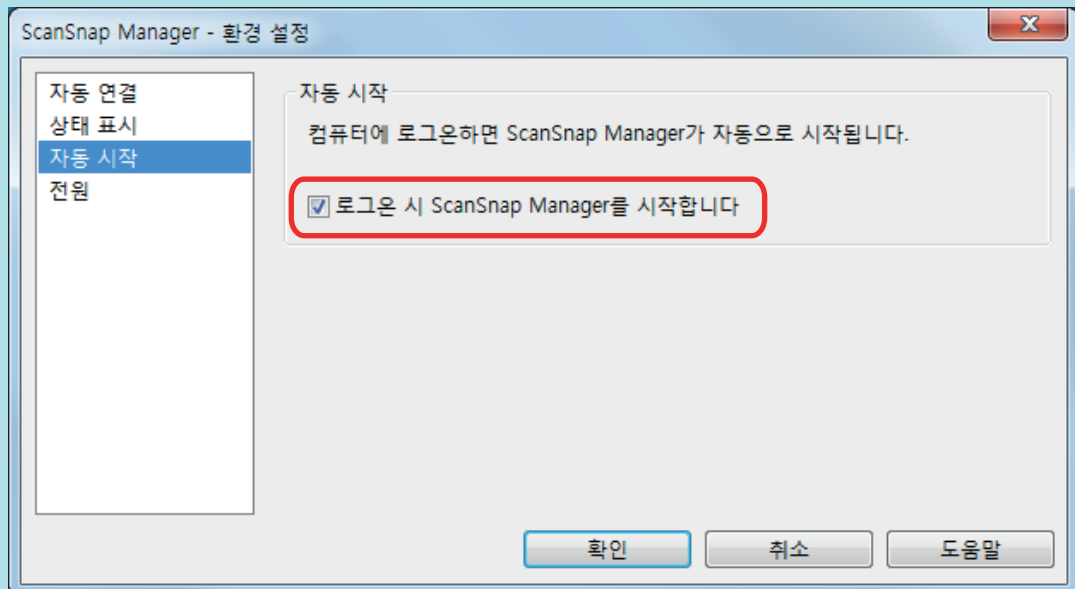 ScanSnap Manager - 환경 설정
자동 연결
상태 표시
자동 시작
전원
자동 시작
컴퓨터에 로그온하면 ScanSnap Manager가 자동으로 시작됩니다.
로그온 시 ScanSnap Manager를 시작합니다
확인
취소
도움말